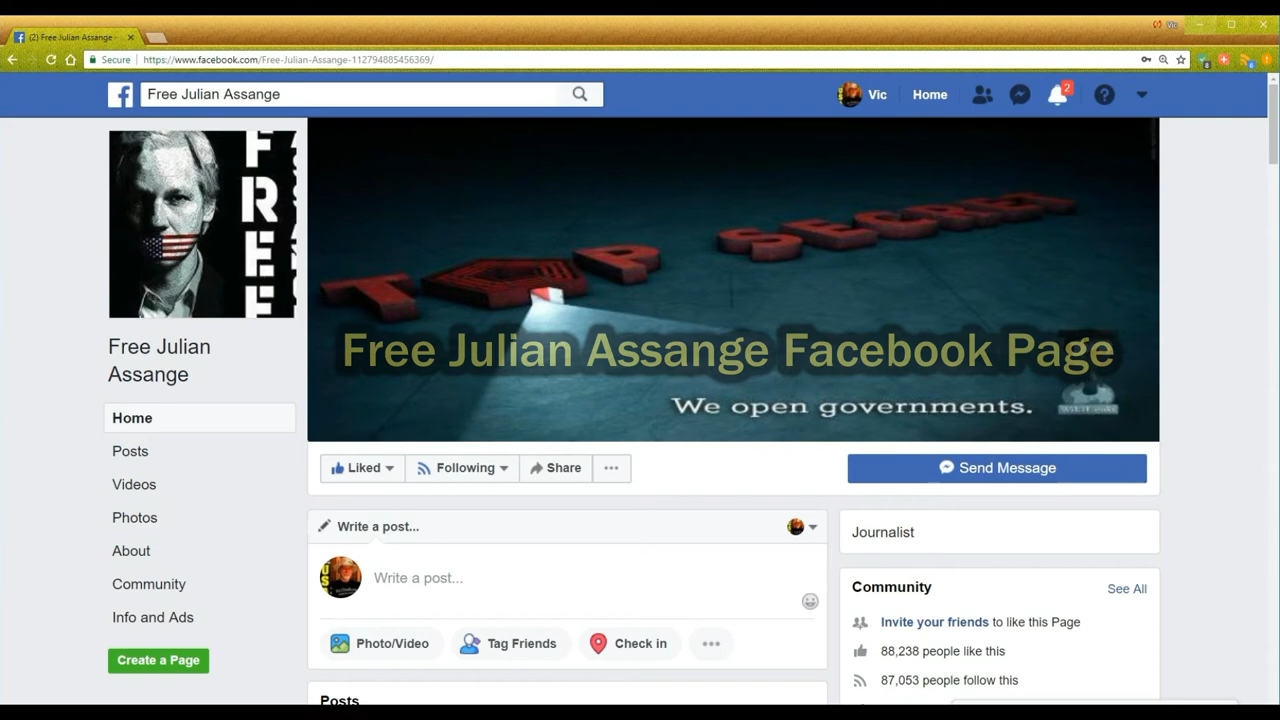 Vic
(2) Free Julian Assange -
Secure
https://www.facebook.com/Free-Julian-Assange-112794885456369/
8
6
Free Julian Assange
Vic
Home
2
FREE
TOP SECRET
Free Julian Assange Facebook Page
We open governments.
WikiLeaks
Free Julian
Assange
Home
Posts
Videos
Photos
About
Community
Info and Ads
Create a Page
Liked
Following
Share
Send Message
Write a post...
Write a post...
Photo/Video
Tag Friends
Check in
Posts
Journalist
Community
See All
Invite your friends to like this Page
88,238 people like this
87,053 people follow this